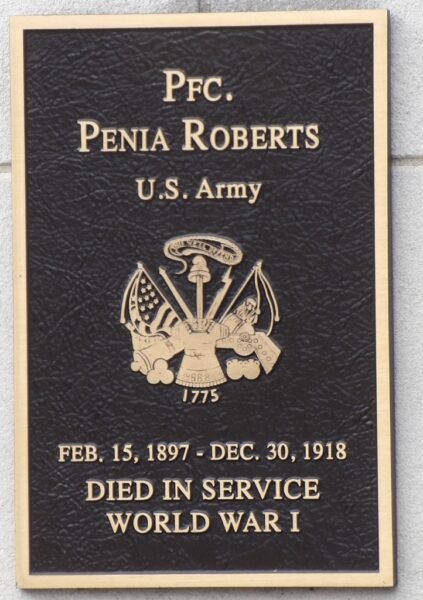 PFC.
PENIA ROBERTS
U.S. Army
1775
FEB. 15, 1897 - DEC. 30, 1918
DIED IN SERVICE
WORLD WAR I